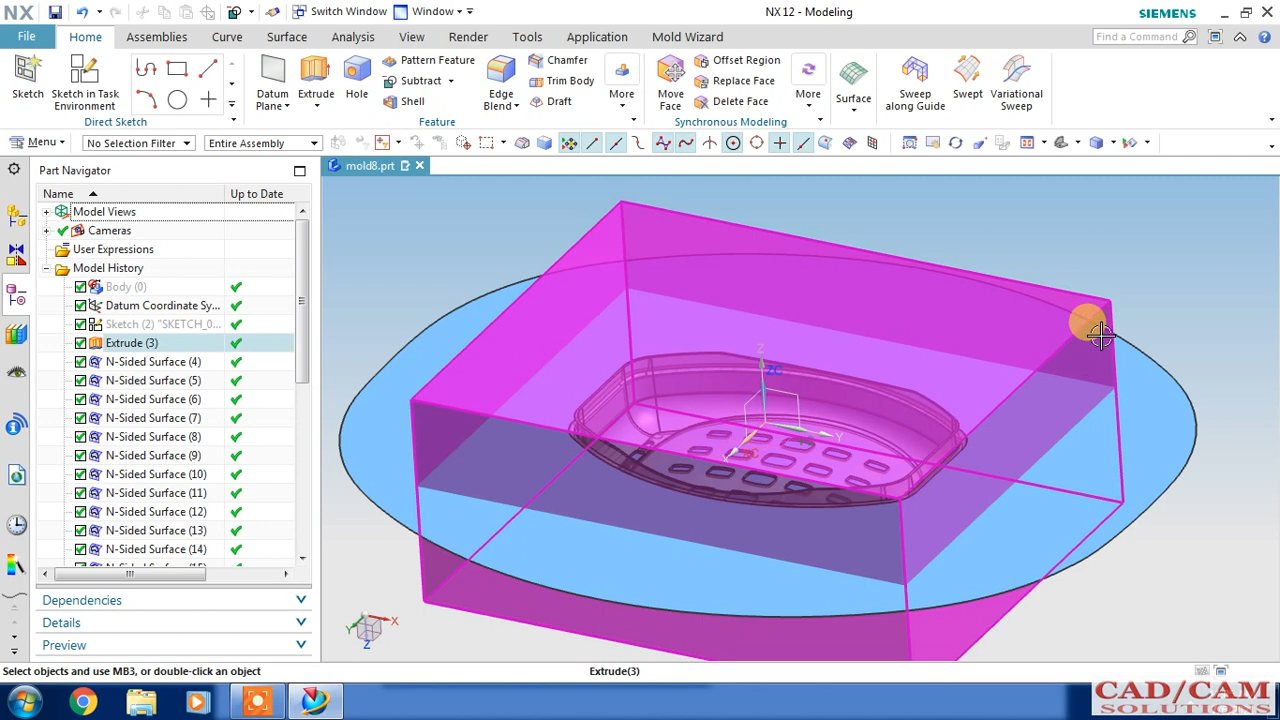 NX
Switch Window
Window
NX 12 - Modeling
SIEMENS
File
Home
Assemblies
Curve
Surface
Analysis
View
Render
Tools
Application
Mold Wizard
Find a Command
Sketch
Sketch in Task Environment
Direct Sketch
Datum Plane
Extrude
Hole
Pattern Feature
Subtract
Shell
Edge Blend
Chamfer
Trim Body
Draft
More
Feature
Move Face
Offset Region
Replace Face
Delete Face
More
Synchronous Modeling
Surface
Sweep along Guide
Swept
Variational Sweep
Menu
No Selection Filter
Entire Assembly
Part Navigator
mold8.prt
Name
Up to Date
Model Views
Cameras
User Expressions
Model History
Body (0)
Datum Coordinate Sy...
Sketch (2) "SKETCH_0...
Extrude (3)
N-Sided Surface (4)
N-Sided Surface (5)
N-Sided Surface (6)
N-Sided Surface (7)
N-Sided Surface (8)
N-Sided Surface (9)
N-Sided Surface (10)
N-Sided Surface (11)
N-Sided Surface (12)
N-Sided Surface (13)
N-Sided Surface (14)
Dependencies
Details
Preview
Z
ZC
Y
X
X
Y
Z
Select objects and use MB3, or double-click an object
Extrude(3)
CAD/CAM
SOLUTIONS